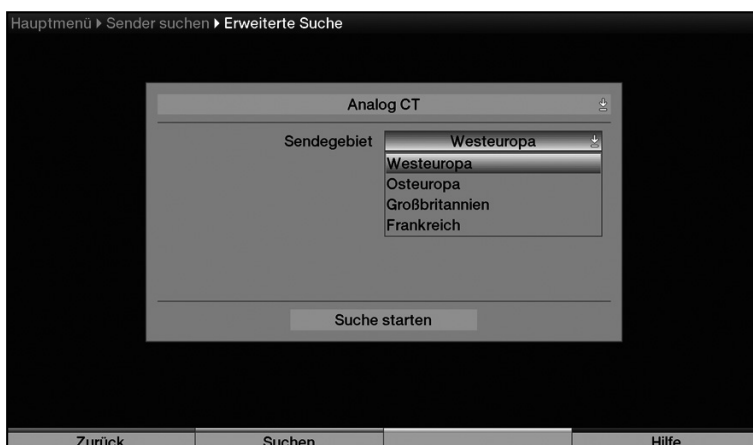 Hauptmenü ▸ Sender suchen ▸ Erweiterte Suche
Analog CT
Sendegebiet Westeuropa
Westeuropa
Osteuropa
Großbritannien
Frankreich
Suche starten
Zurück Suchen Hilfe